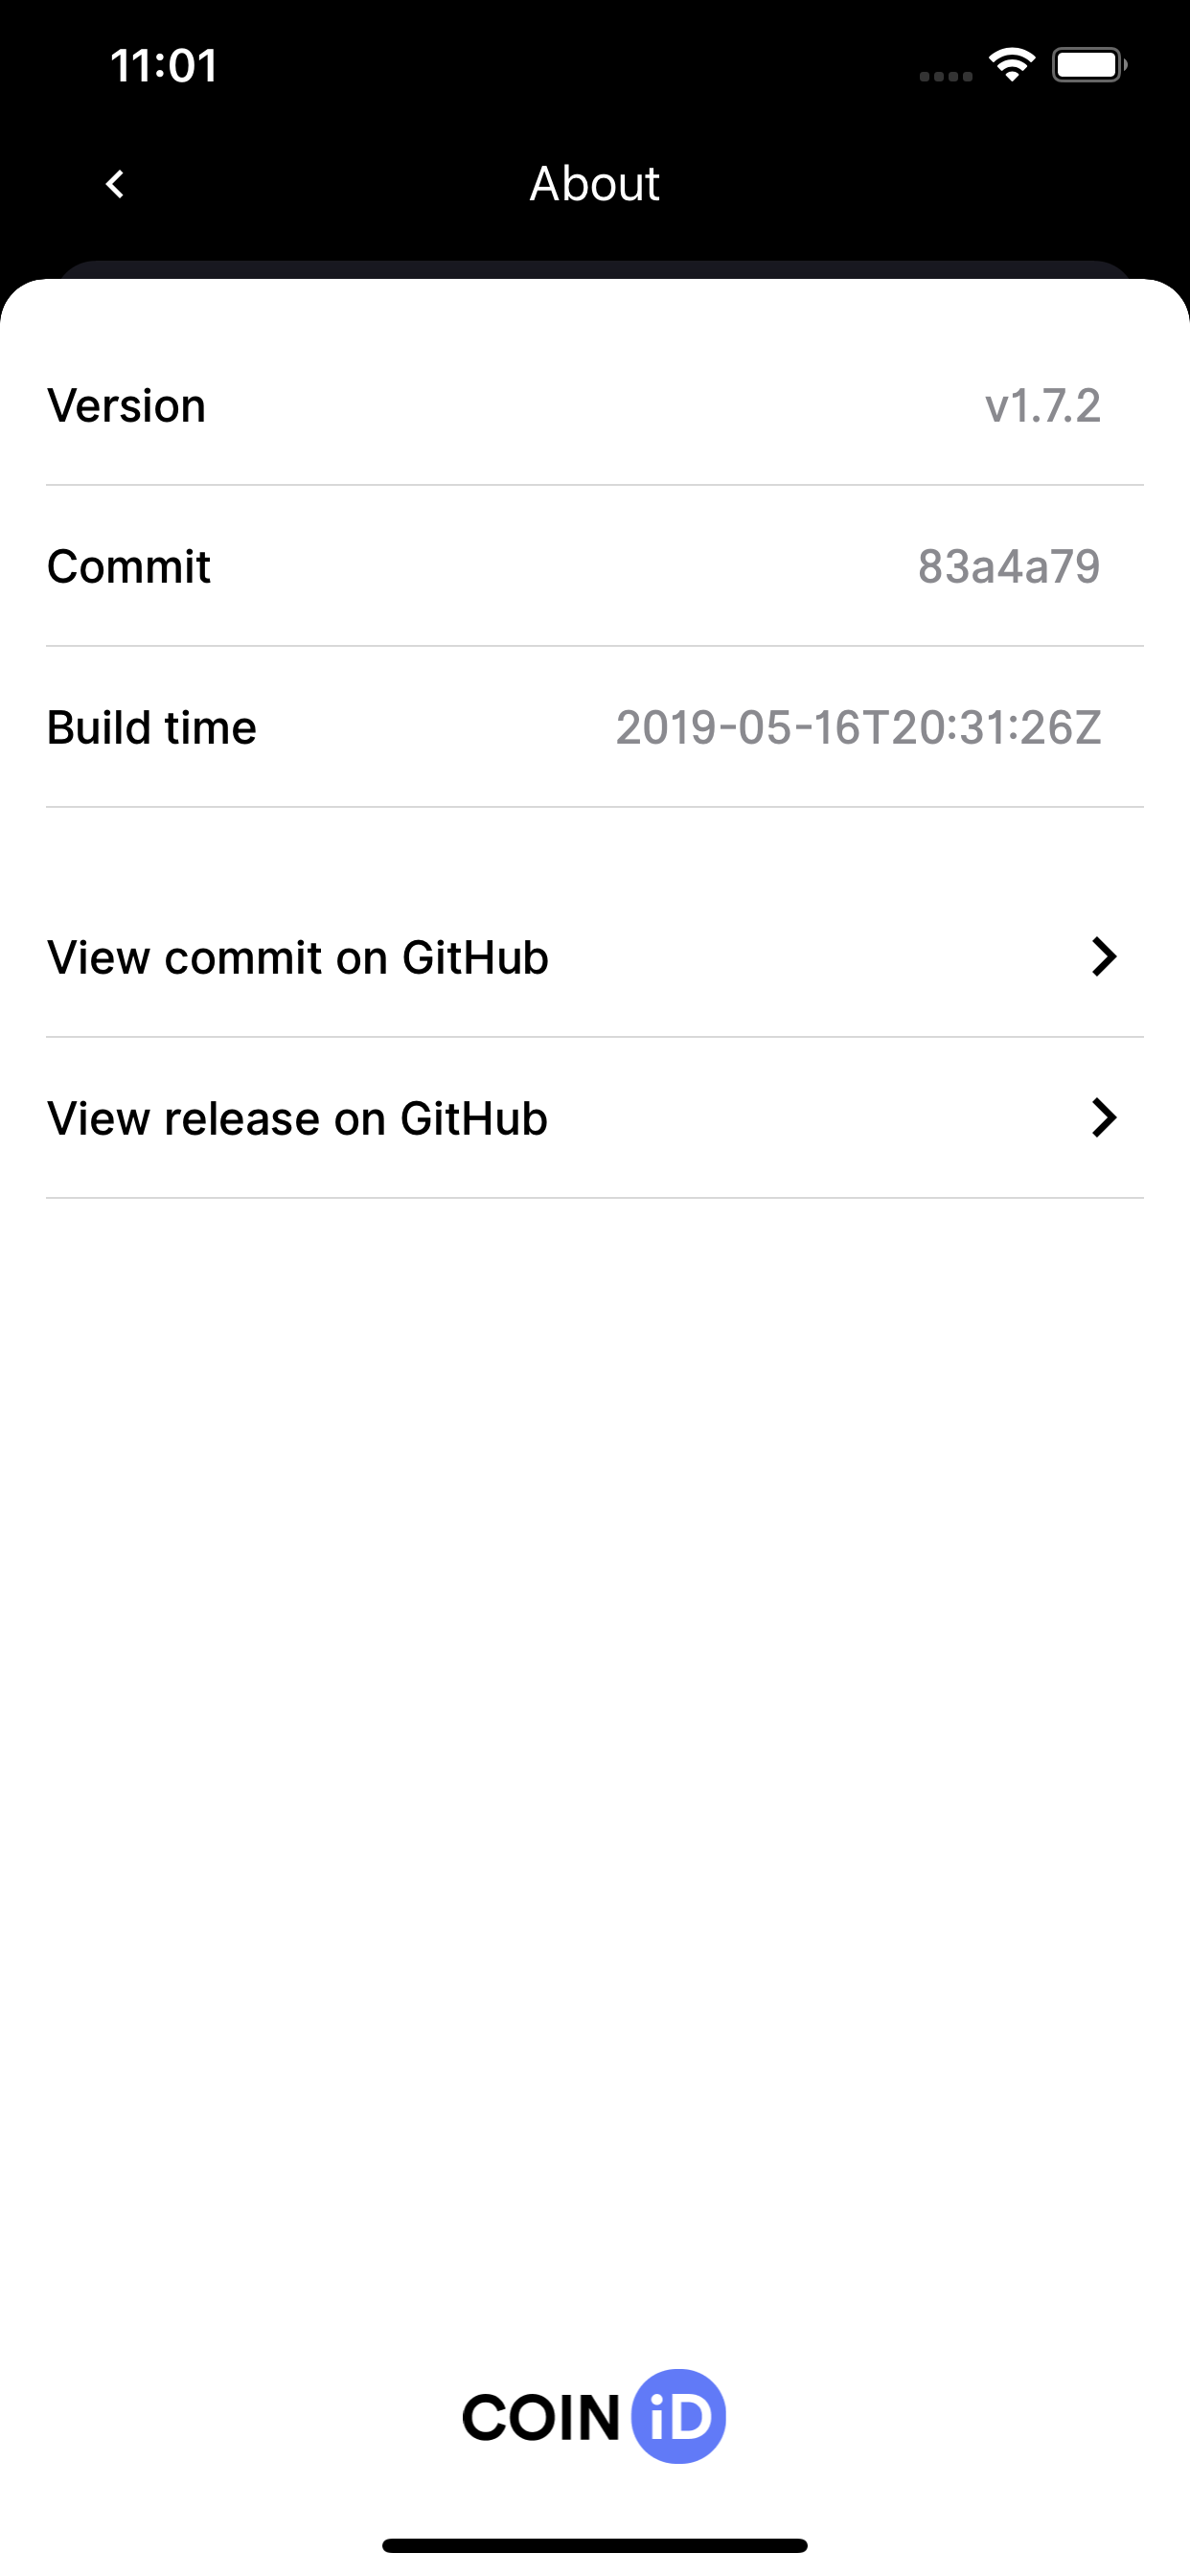 11:01
About
Version v1.7.2
Commit 83a4a79
Build time 2019-05-16T20:31:26Z
View commit on GitHub
View release on GitHub
COIN iD